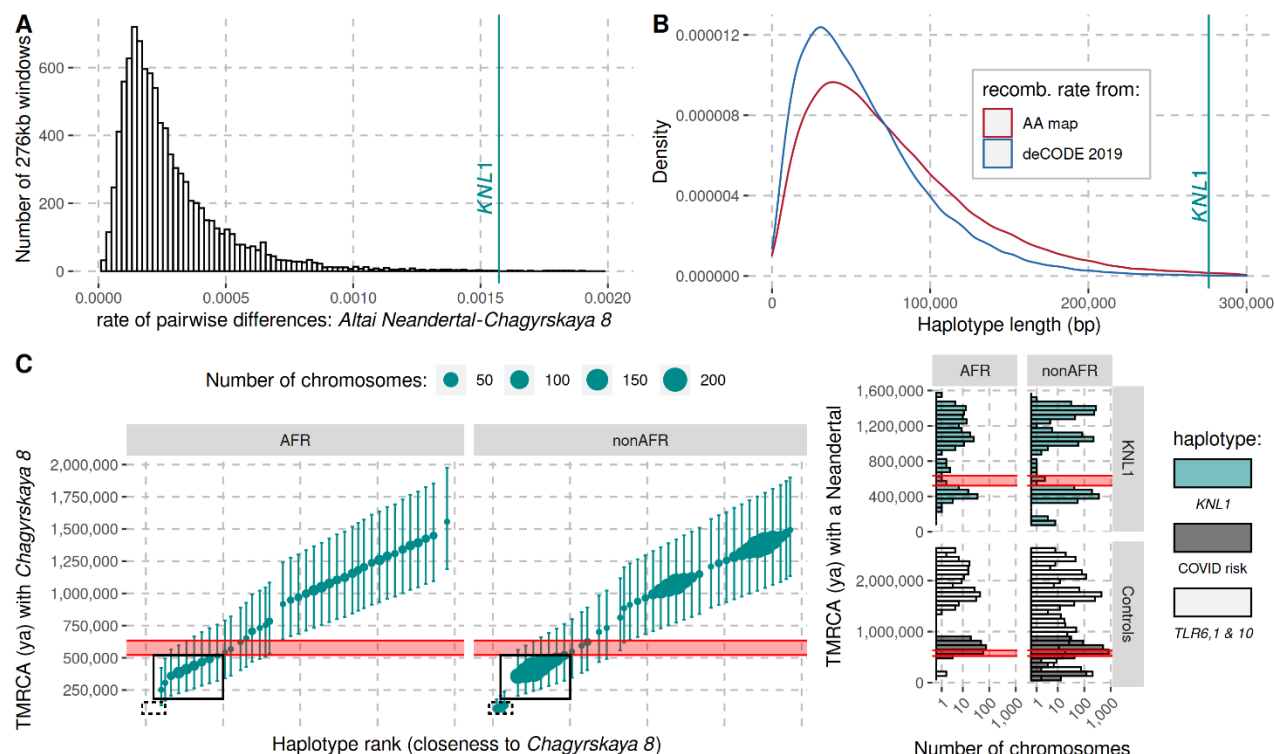 A
Number of 276kb windows
600
400
200
0
KNL1
0.0000
0.0005
0.0010
0.0015
0.0020
rate of pairwise differences: Altai Neandertal-Chagyrskaya 8
B
Density
0.000012
0.000008
0.000004
0.000000
recomb. rate from:
AA map
deCODE 2019
KNL1
0
100,000
200,000
300,000
Haplotype length (bp)
C
Number of chromosomes:
50
100
150
200
AFR
nonAFR
TMRCA (ya) with Chagyrskaya 8
2,000,000
1,750,000
1,500,000
1,250,000
1,000,000
750,000
500,000
250,000
Haplotype rank (closeness to Chagyrskaya 8)
AFR
nonAFR
TMRCA (ya) with a Neandertal
1,600,000
1,200,000
800,000
400,000
0
KNL1
2,000,000
1,000,000
0
Controls
1
10
100
1,000
1
10
100
1,000
Number of chromosomes
haplotype:
KNL1
COVID risk
TLR6,1 & 10